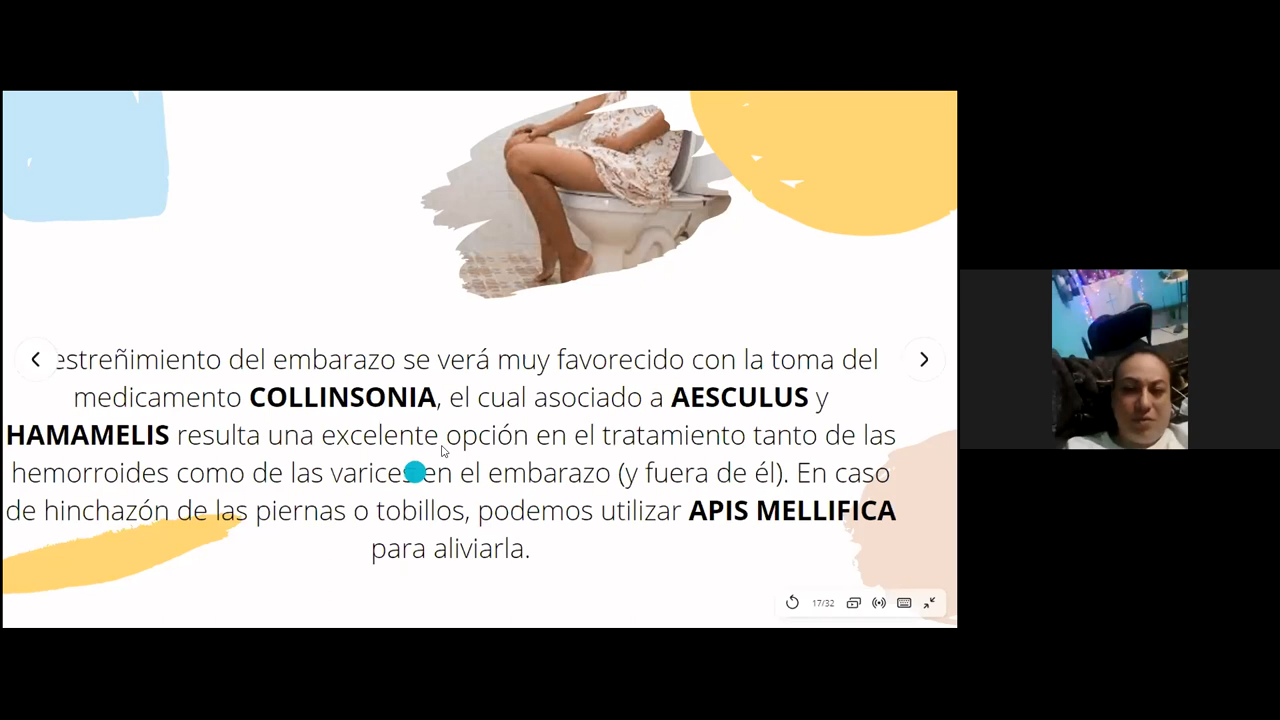 estreñimiento del embarazo se verá muy favorecido con la toma del
medicamento COLLINSONIA, el cual asociado a AESCULUS y
HAMAMELIS resulta una excelente opción en el tratamiento tanto de las
hemorroides como de las varices en el embarazo (y fuera de él). En caso
de hinchazón de las piernas o tobillos, podemos utilizar APIS MELLIFICA
para aliviarla.
17/32